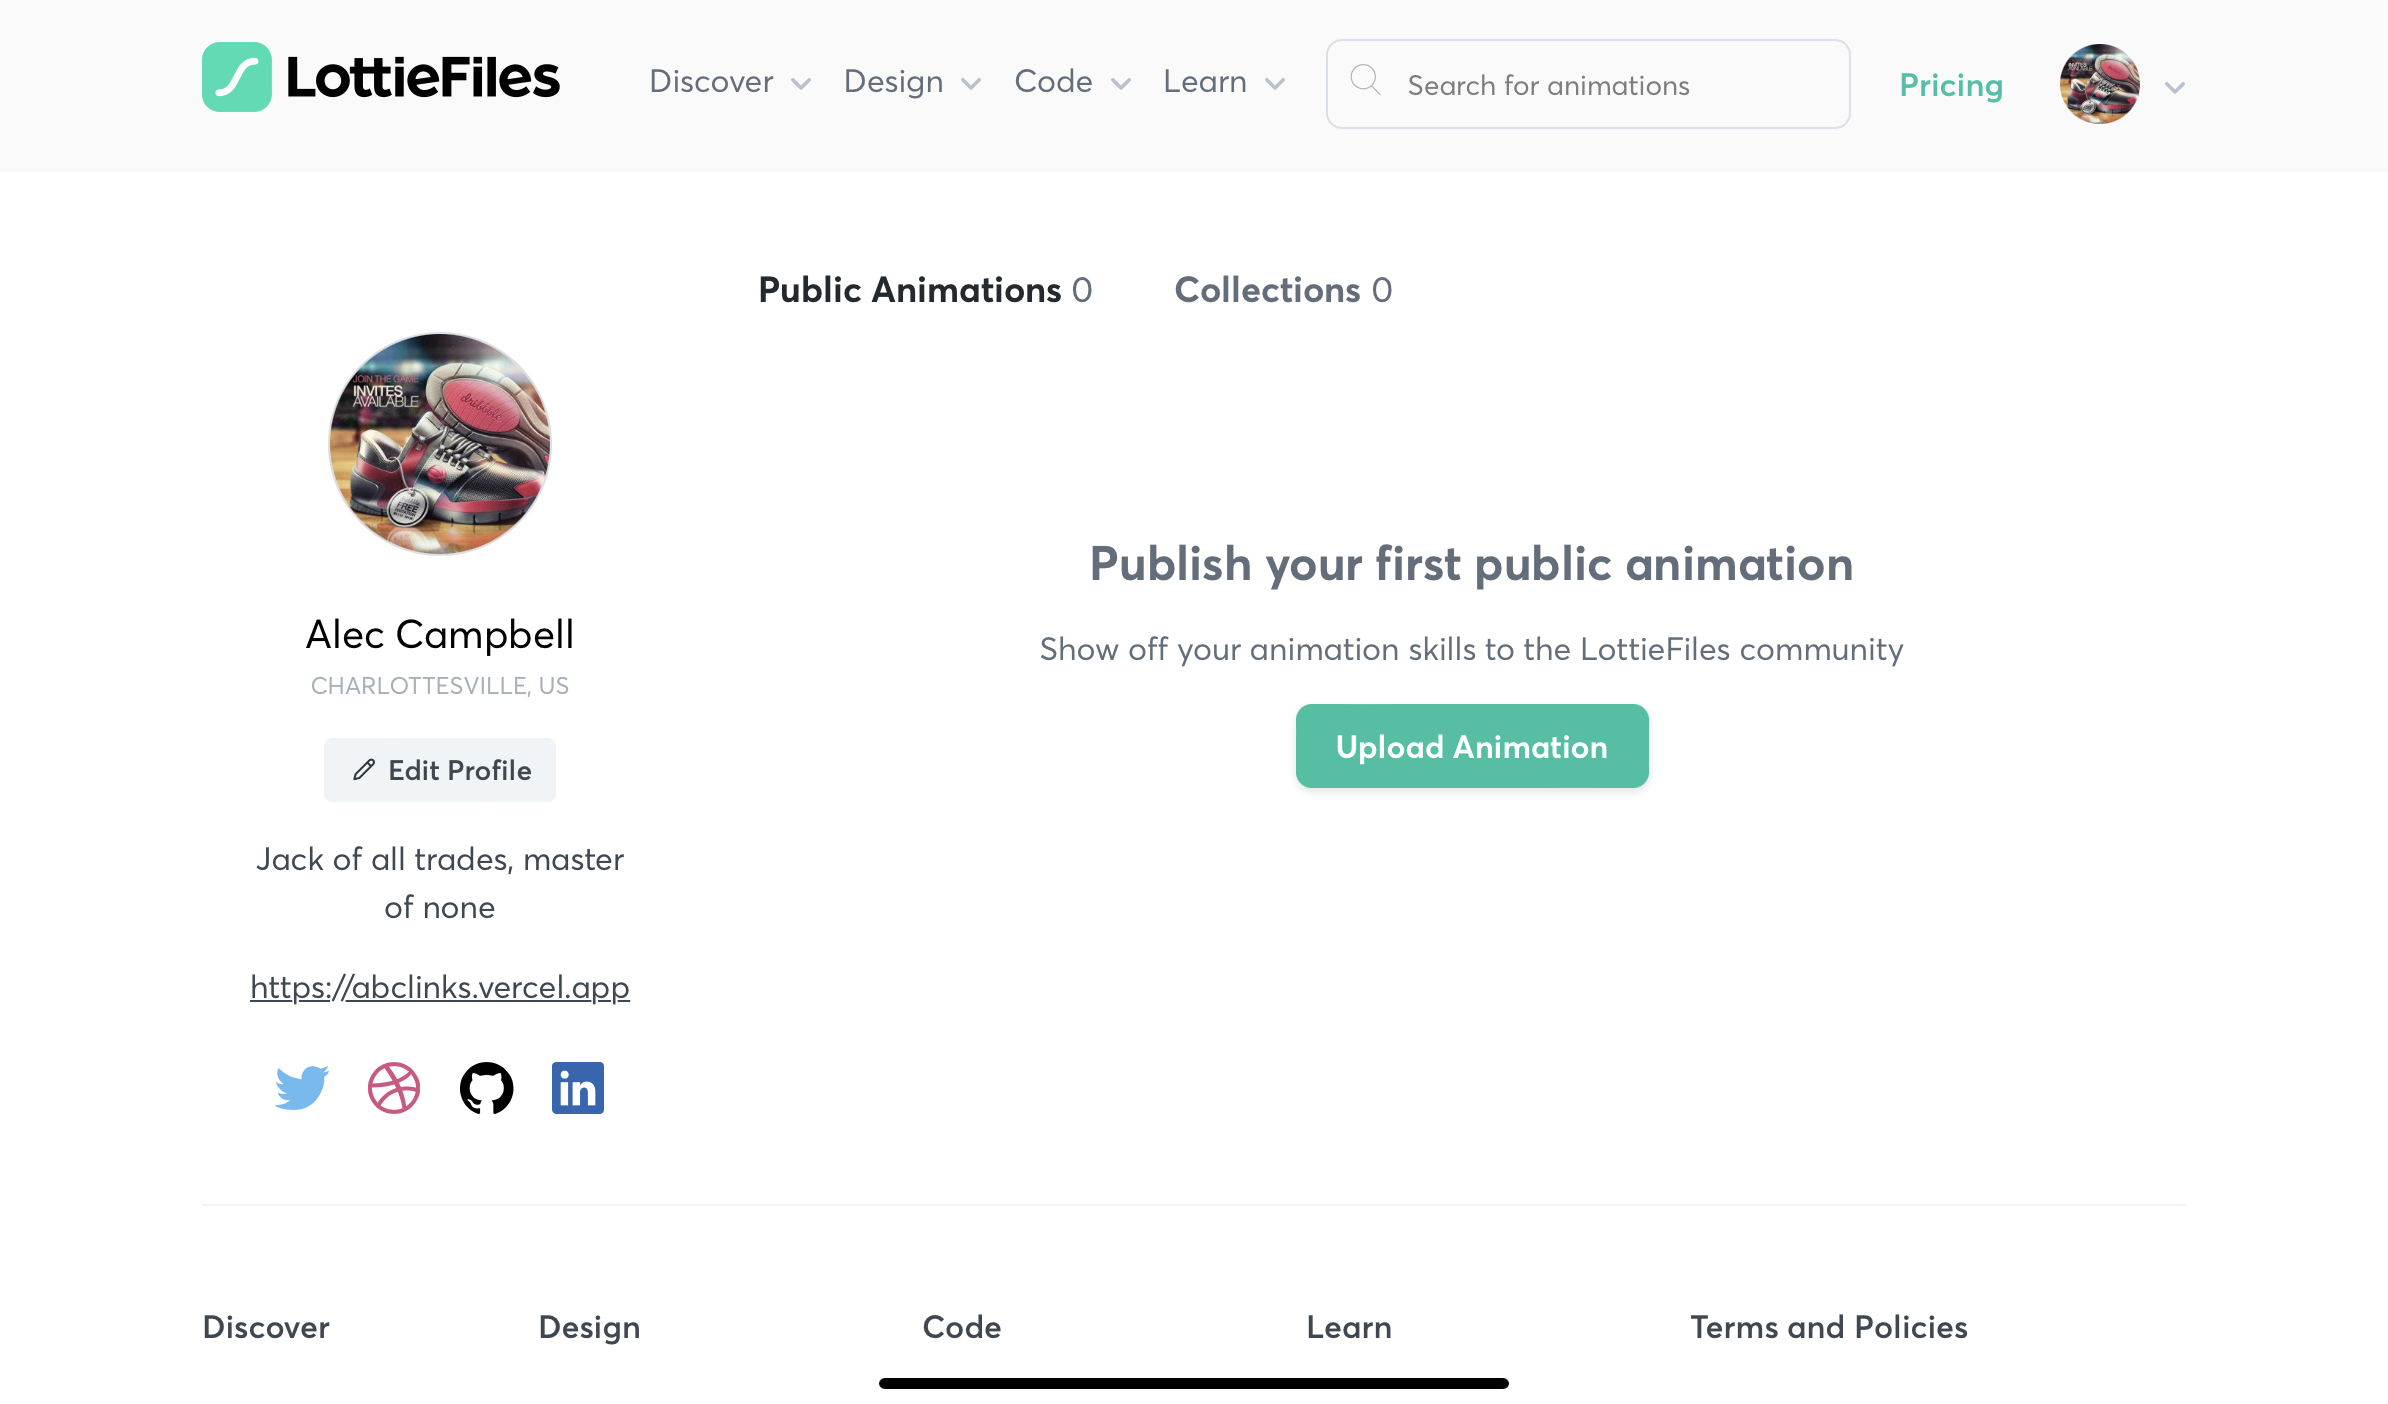 LottieFiles
Discover
Design
Code
Learn
Search for animations
Pricing
Public Animations 0
Collections 0
JOIN THE GAME
INVITES
AVAILABLE
dribbble
FREE
Alec Campbell
CHARLOTTESVILLE, US
Edit Profile
Jack of all trades, master
of none
https://abclinks.vercel.app
in
Publish your first public animation
Show off your animation skills to the LottieFiles community
Upload Animation
Discover
Design
Code
Learn
Terms and Policies